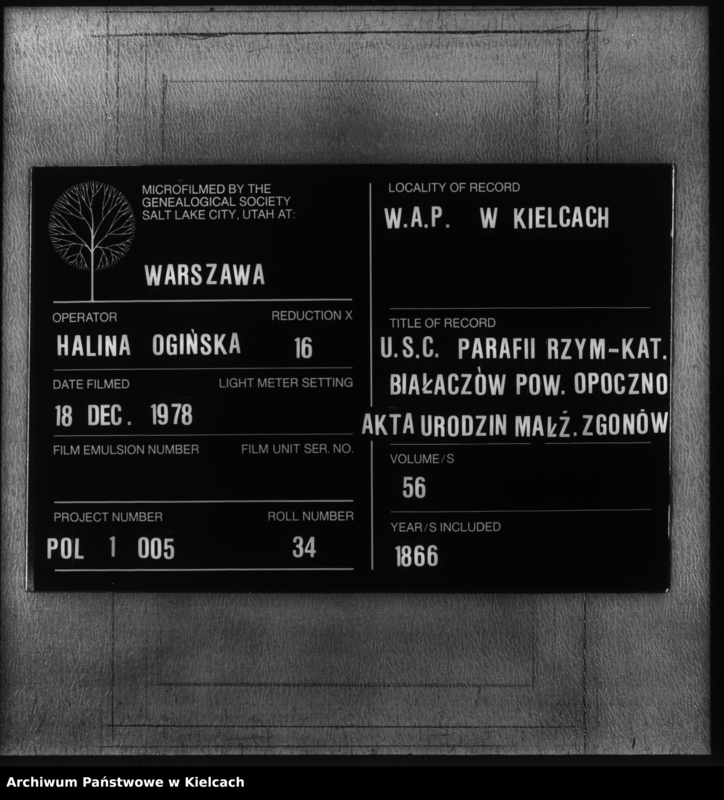 MICROFILMED BY THE
GENEALOGICAL SOCIETY
SALT LAKE CITY, UTAH AT:
WARSZAWA
OPERATOR REDUCTION X
HALINA OGIŃSKA 16
DATE FILMED LIGHT METER SETTING
18 DEC. 1978
FILM EMULSION NUMBER FILM UNIT SER. NO.
PROJECT NUMBER ROLL NUMBER
POL 1 005 34
LOCALITY OF RECORD
W.A.P. W KIELCACH
TITLE OF RECORD
U.S.C. PARAFII RZYM-KAT.
BIAŁACZÓW POW. OPOCZNO
AKTA URODZIN MAŁŻ. ZGONÓW
VOLUME/S
56
YEAR/S INCLUDED
1866
Archiwum Państwowe w Kielcach